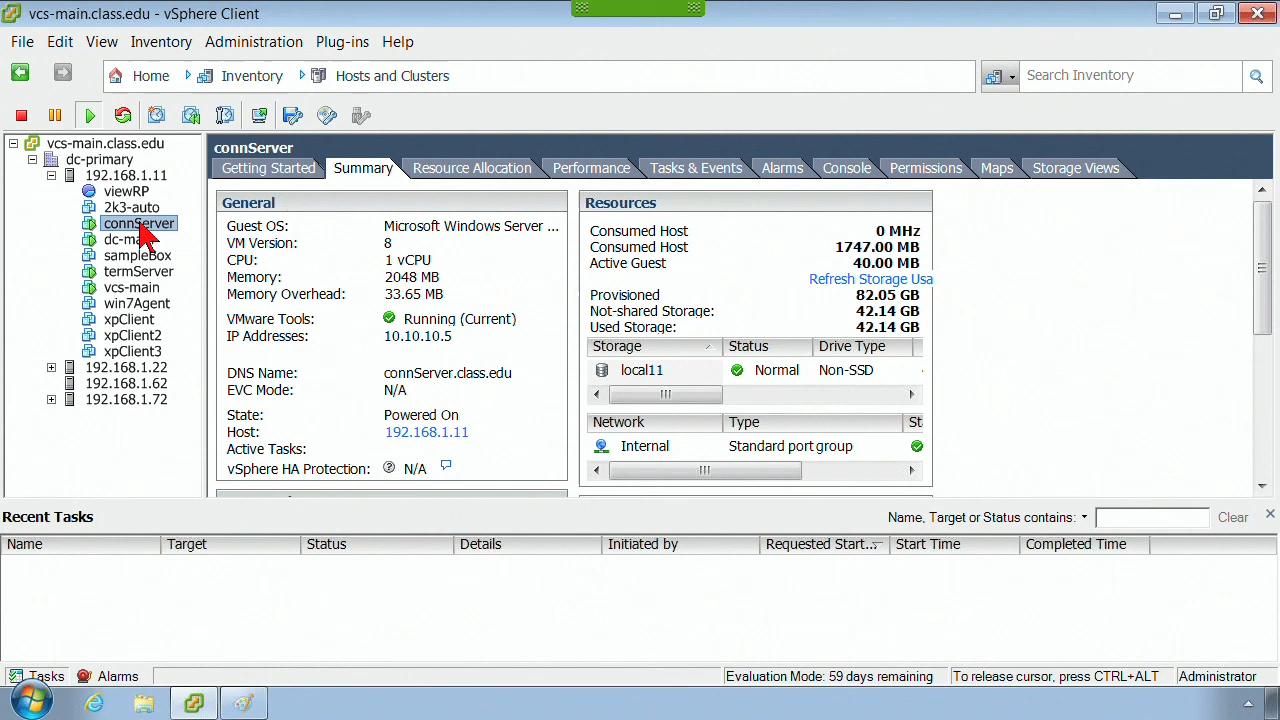 vcs-main.class.edu - vSphere Client
File Edit View Inventory Administration Plug-ins Help
Home Inventory Hosts and Clusters
Search Inventory
vcs-main.class.edu
dc-primary
192.168.1.11
viewRP
2k3-auto
connServer
sampleBox
termServer
vcs-main
win7Agent
xpClient
xpClient2
xpClient3
192.168.1.22
192.168.1.62
192.168.1.72
connServer
Getting Started Summary Resource Allocation Performance Tasks & Events Alarms Console Permissions Maps Storage Views
General
Guest OS: Microsoft Windows Server ...
VM Version: 8
CPU: 1 vCPU
Memory: 2048 MB
Memory Overhead: 33.65 MB
VMware Tools: Running (Current)
IP Addresses: 10.10.10.5
DNS Name: connServer.class.edu
EVC Mode: N/A
State: Powered On
Host: 192.168.1.11
Active Tasks:
vSphere HA Protection: N/A
Resources
Consumed Host 0 MHz
Consumed Host 1747.00 MB
Active Guest 40.00 MB
Refresh Storage Usa
Provisioned 82.05 GB
Not-shared Storage: 42.14 GB
Used Storage: 42.14 GB
Storage Status Drive Type
local11 Normal Non-SSD
Network Type St
Internal Standard port group
Recent Tasks
Name, Target or Status contains: Clear
Name Target Status Details Initiated by Requested Start... Start Time Completed Time
Tasks Alarms
Evaluation Mode: 59 days remaining To release cursor, press CTRL+ALT Administrator